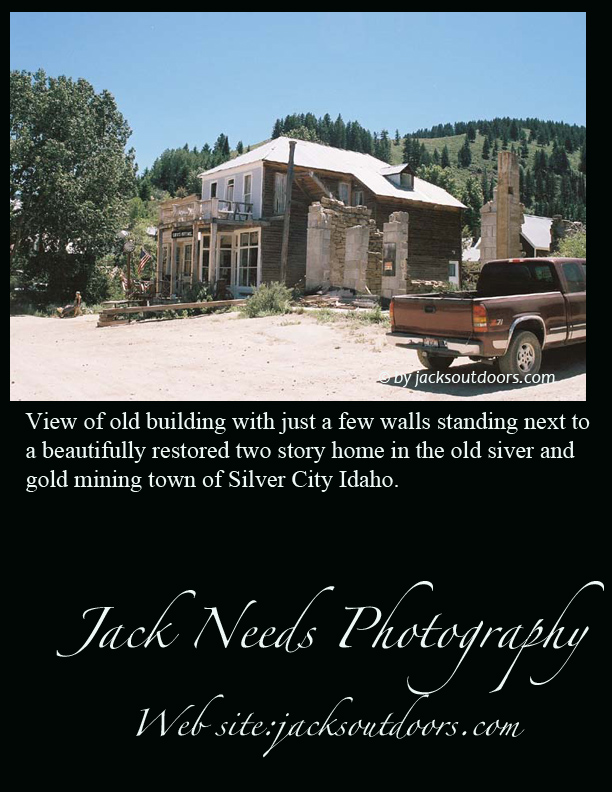 © by jacksoutdoors.com
View of old building with just a few walls standing next to
a beautifully restored two story home in the old siver and
gold mining town of Silver City Idaho.
Jack Needs Photography
Web site:jacksoutdoors.com